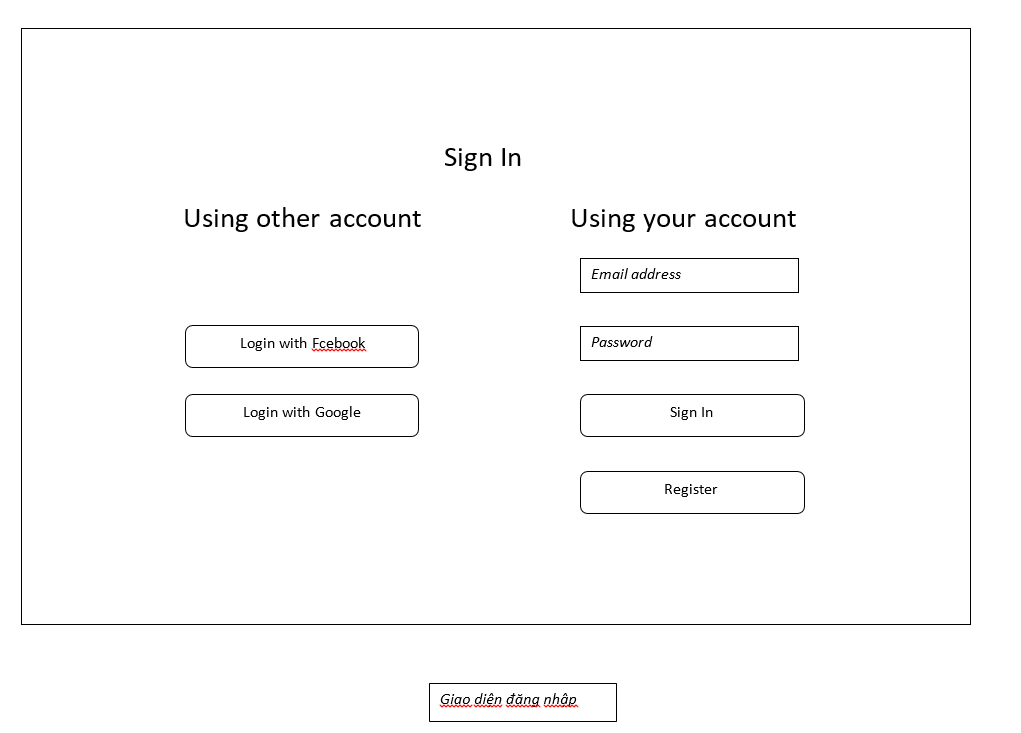 Sign In
Using other account
Using your account
Email address
Login with Fcebook
Password
Login with Google
Sign In
Register
Giao diện đăng nhập